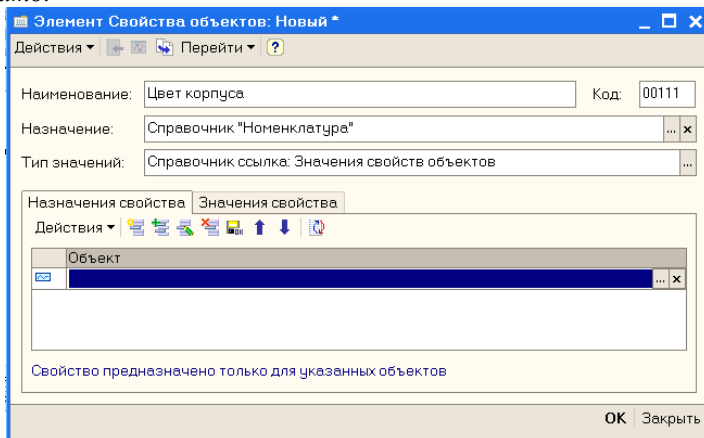 Элемент Свойства объектов: Новый *
Действия Перейти ?
Наименование: Цвет корпуса Код: 00111
Назначение: Справочник "Номенклатура" ... x
Тип значений: Справочник ссылка: Значения свойств объектов ...
Назначения свойства Значения свойства
Действия
Объект
... x
Свойство предназначено только для указанных объектов
OK Закрыть